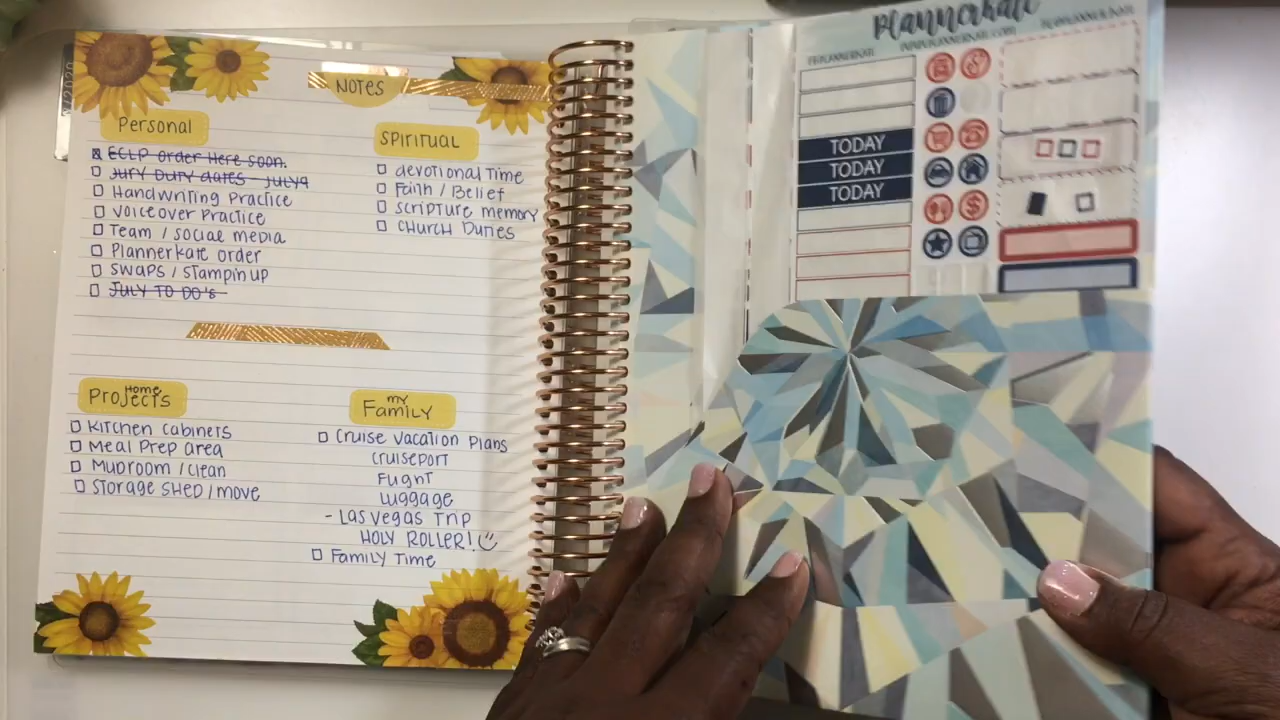 NOTES
Personal
ECLP order Here soon.
Jury Duty dates - July 9
Handwriting Practice
Voiceover Practice
Team / social media
Plannerkate order
swaps / stampin up
JULY TO DO'S
SPiRitUAL
devotional Time
Faith / Belief
scripture memory
CHURCH Duties
Home
Projects
Kitchen Cabinets
Meal Prep area
Mudroom / clean
Storage SHED / move
my
Family
Cruise Vacation Plans
Cruiseport
Flight
Luggage
- Las Vegas Trip
HOLY ROLLER!
Family Time
Plannerkate
TODAY
TODAY
TODAY